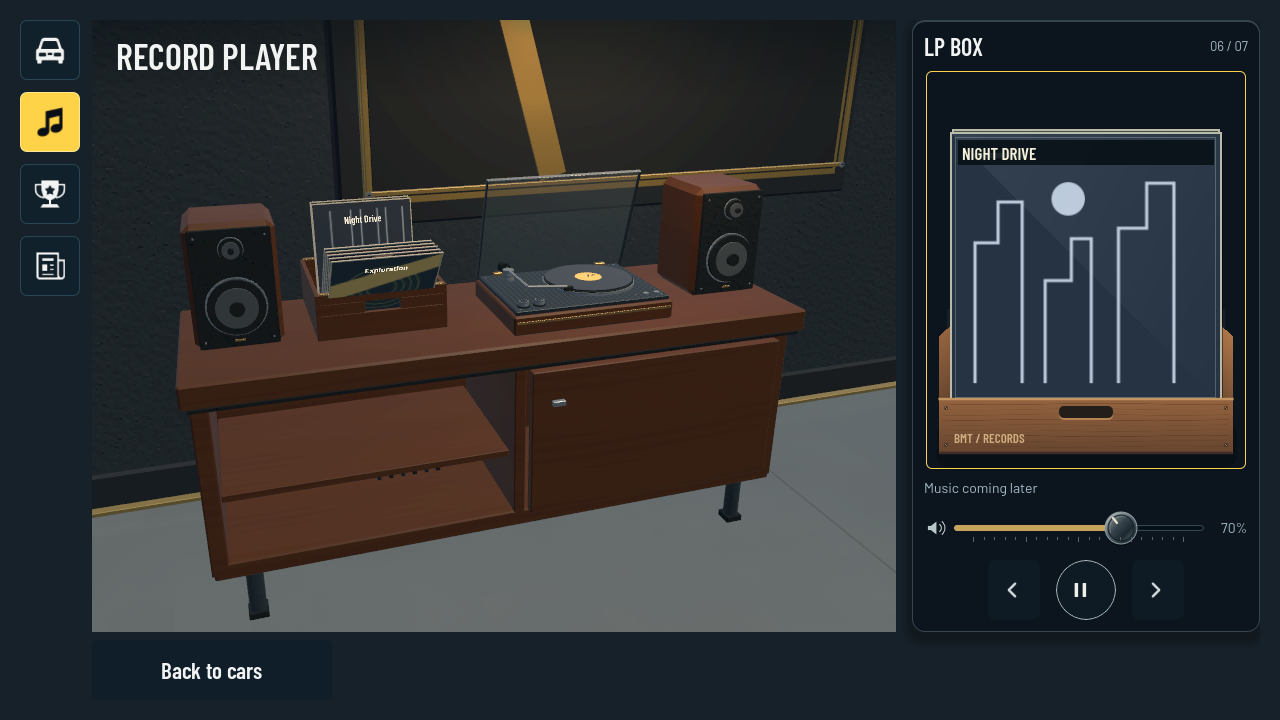 RECORD PLAYER
Night Drive
Exploration
LP BOX
06 / 07
NIGHT DRIVE
BMT / RECORDS
Music coming later
70%
Back to cars